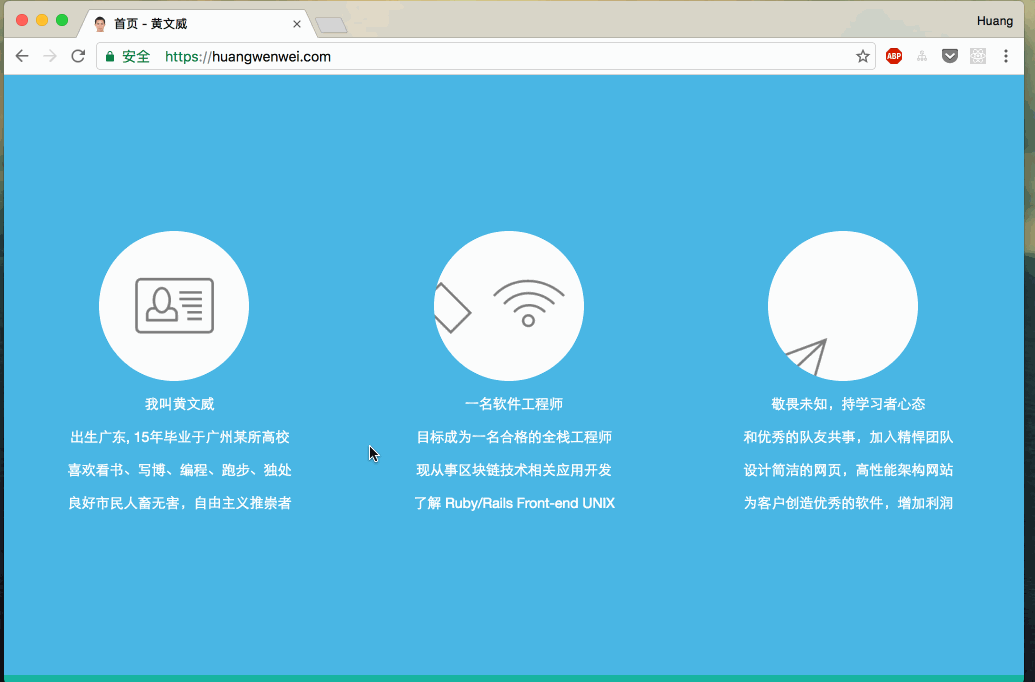 首页 - 黄文威
Huang
安全 https://huangwenwei.com
ABP
我叫黄文威
出生广东, 15年毕业于广州某所高校
喜欢看书、写博、编程、跑步、独处
良好市民人畜无害，自由主义推崇者
一名软件工程师
目标成为一名合格的全栈工程师
现从事区块链技术相关应用开发
了解 Ruby/Rails Front-end UNIX
敬畏未知，持学习者心态
和优秀的队友共事，加入精悍团队
设计简洁的网页，高性能架构网站
为客户创造优秀的软件，增加利润